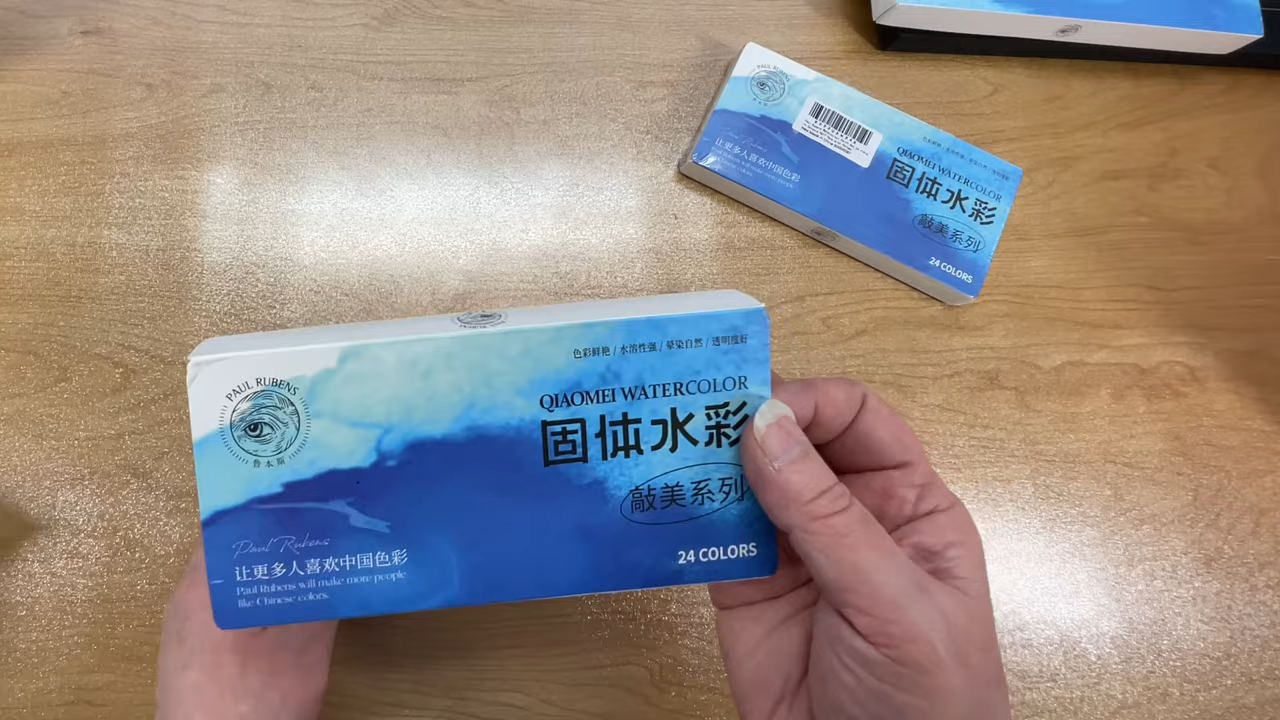 PAUL RUBENS
QIAOMEI WATERCOLOR
固体水彩
敲美系列
24 COLORS
Paul Rubens
让更多人喜欢中国色彩
色彩鲜艳 / 水溶性强 / 晕染自然 / 透明度好
PAUL RUBENS
鲁本斯
QIAOMEI WATERCOLOR
固体水彩
敲美系列
Paul Rubens
让更多人喜欢中国色彩
Paul Rubens will make more people
like Chinese colors.
24 COLORS